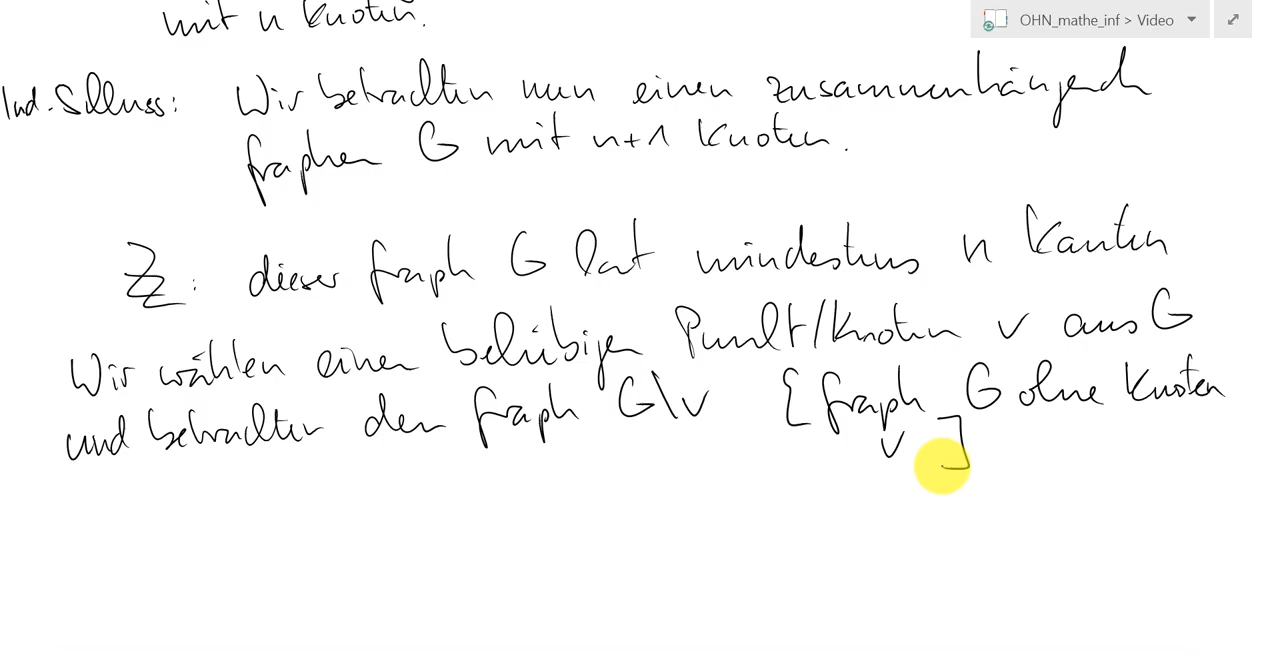 mit n Knoten.
OHN_mathe_inf > Video
Ind. Schluss: Wir betrachten nun einen zusammenhängend
Graphen G mit n+1 Knoten.
ZZ: dieser Graph G hat mindestens n Kanten
Wir wählen einen beliebigen Punkt/Knoten v aus G
und betrachten den Graph G\v [Graph G ohne Knoten
v ]